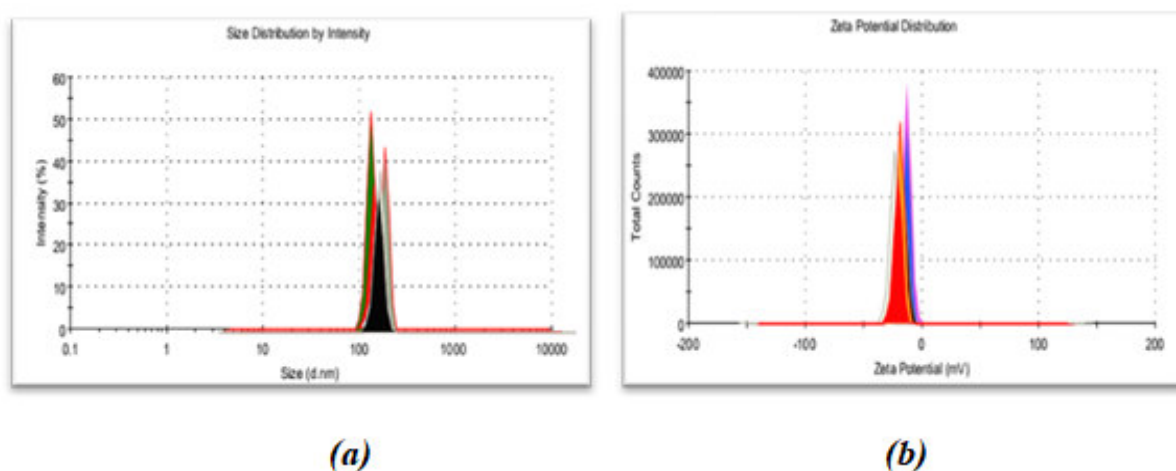 Size Distribution by Intensity
Intensity (%)
60
50
40
30
20
10
0
0.1 1 10 100 1000 10000
Size (d.nm)
(a)
Zeta Potential Distribution
Total Counts
400000
300000
200000
100000
0
-200 -100 0 100 200
Zeta Potential (mV)
(b)